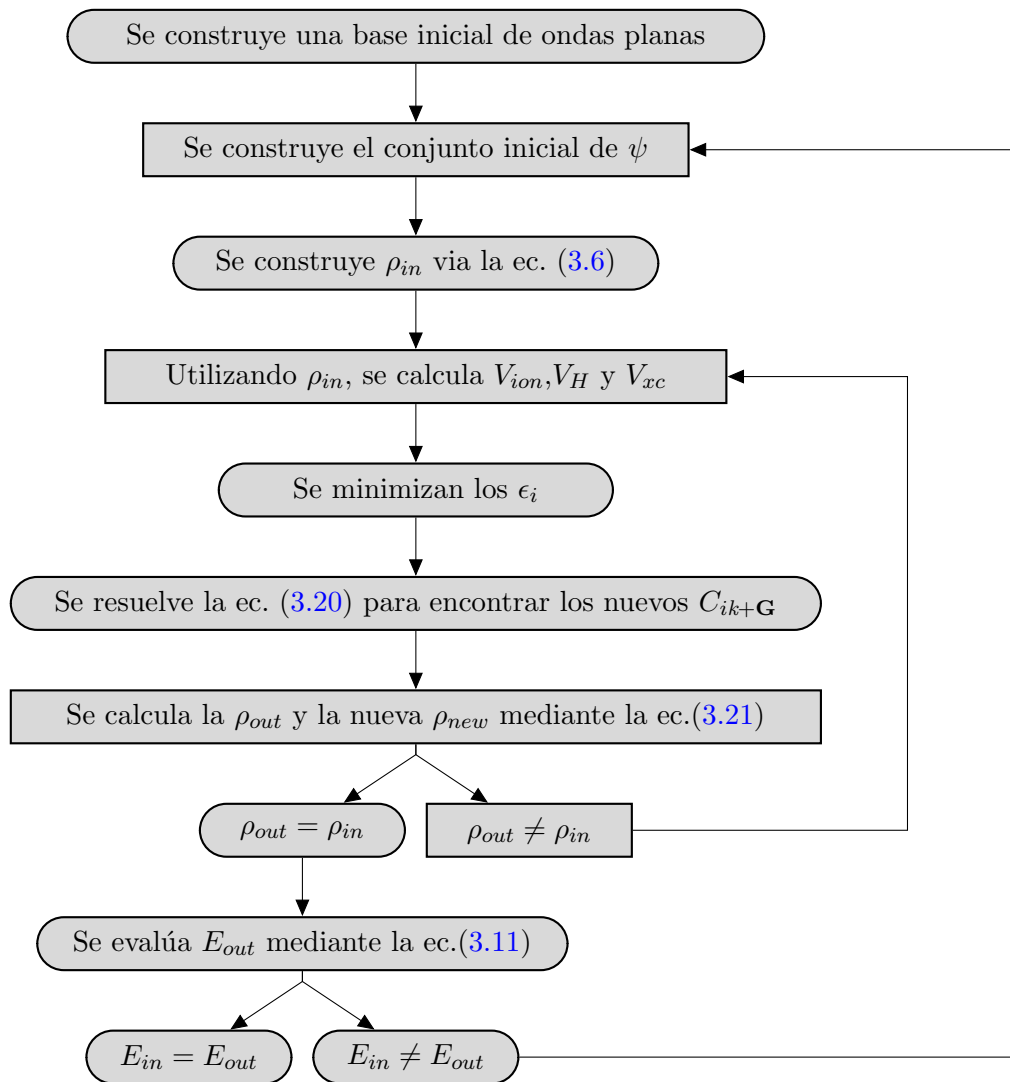 Se construye una base inicial de ondas planas
Se construye el conjunto inicial de ψ
Se construye ρ_in via la ec. (3.6)
Utilizando ρ_in, se calcula V_ion,V_H y V_xc
Se minimizan los ϵ_i
Se resuelve la ec. (3.20) para encontrar los nuevos C_ik+G
Se calcula la ρ_out y la nueva ρ_new mediante la ec.(3.21)
ρ_out = ρ_in
ρ_out ≠ ρ_in
Se evalúa E_out mediante la ec.(3.11)
E_in = E_out
E_in ≠ E_out